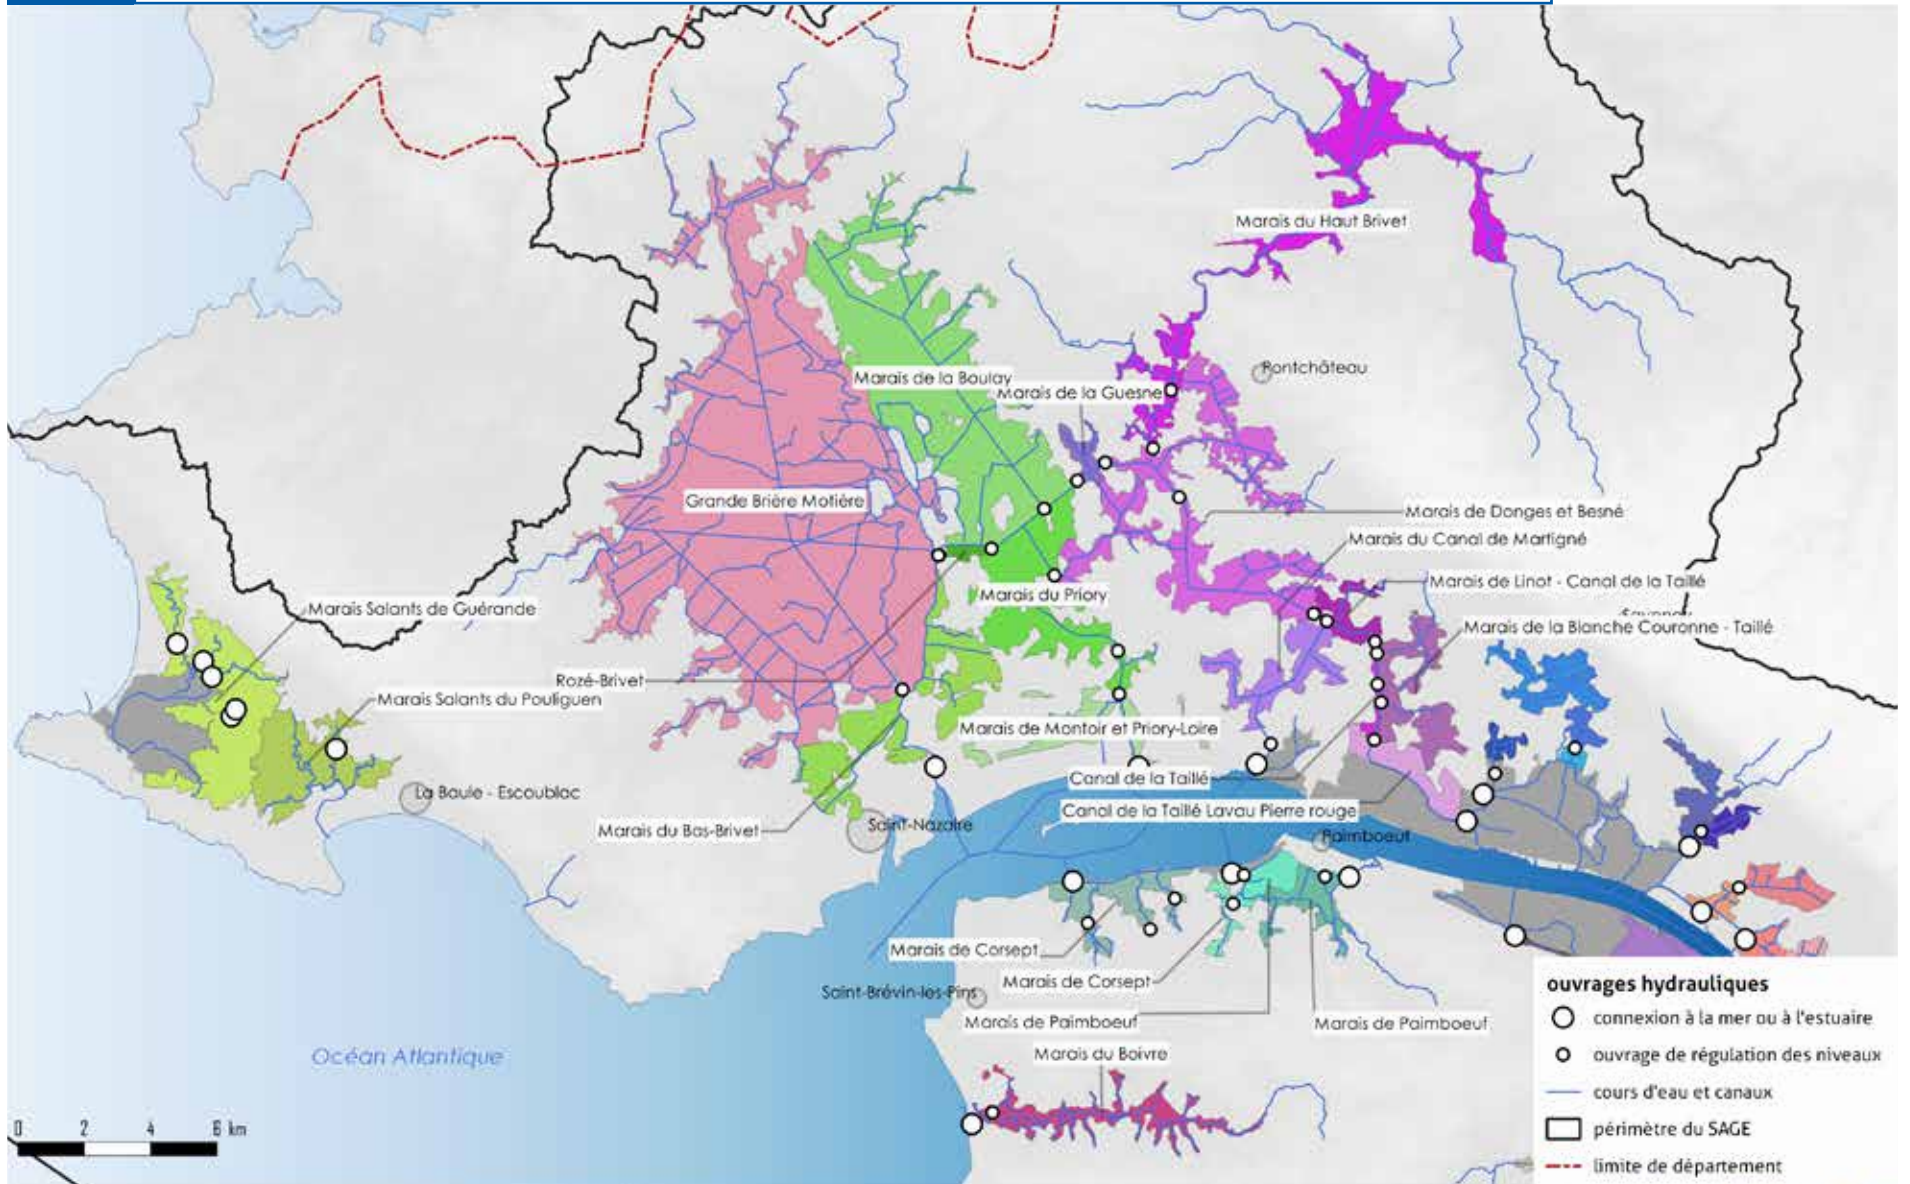 Marais du Haut Brivet
Pontchâteau
Marais de la Boulay
Marais de la Guesne
Grande Brière Motière
Marais de Donges et Besné
Marais du Canal de Martigné
Marais de Linot - Canal de la Taillé
Marais du Priory
Marais Salants de Guérande
Marais de la Blanche Couronne - Taillé
Rozé-Brivet
Marais Salants du Pouliguen
Marais de Montoir et Priory-Loire
Canal de la Taillé
La Baule - Escoublac
Canal de la Taillé Lavau Pierre rouge
Marais du Bas-Brivet
Saint-Nazaire
Paimboeuf
Marais de Corsept
Marais de Corsept
Saint-Brévin-les-Pins
Marais de Paimboeuf
Marais de Paimboeuf
Marais du Boivre
Océan Atlantique
0 2 4 6 km
ouvrages hydrauliques
connexion à la mer ou à l'estuaire
ouvrage de régulation des niveaux
cours d'eau et canaux
périmètre du SAGE
limite de département